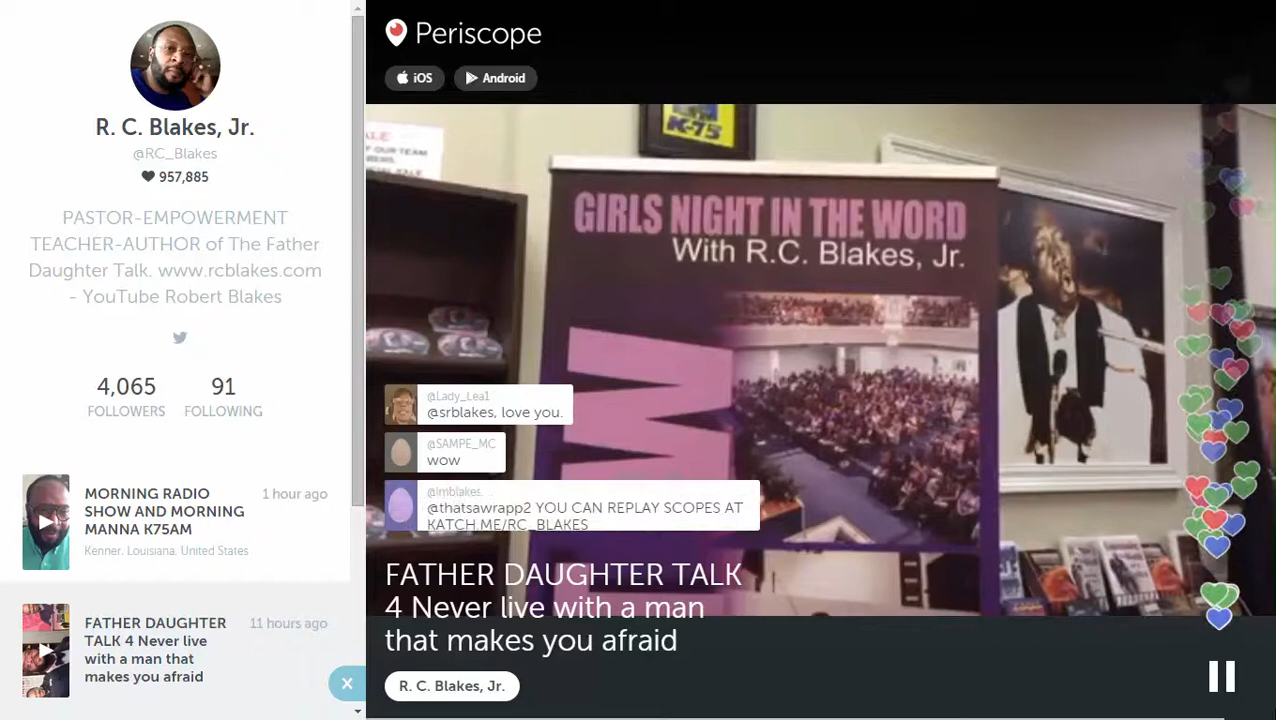 R. C. Blakes, Jr.
@RC_Blakes
957,885
PASTOR-EMPOWERMENT
TEACHER-AUTHOR of The Father
Daughter Talk. www.rcblakes.com
- YouTube Robert Blakes
4,065
91
FOLLOWERS
FOLLOWING
MORNING RADIO
SHOW AND MORNING
MANNA K75AM
1 hour ago
Kenner, Louisiana, United States
FATHER DAUGHTER
TALK 4 Never live
with a man that
makes you afraid
11 hours ago
Periscope
iOS
Android
K-75
OUR TEAM
GIRLS NIGHT IN THE WORD
With R.C. Blakes, Jr.
@Lady_Lea1
@srblakes, love you.
@SAMPE_MC
wow
@lmblakes...
@thatsawrapp2 YOU CAN REPLAY SCOPES AT
KATCH.ME/RC_BLAKES
FATHER DAUGHTER TALK
4 Never live with a man
that makes you afraid
R. C. Blakes, Jr.